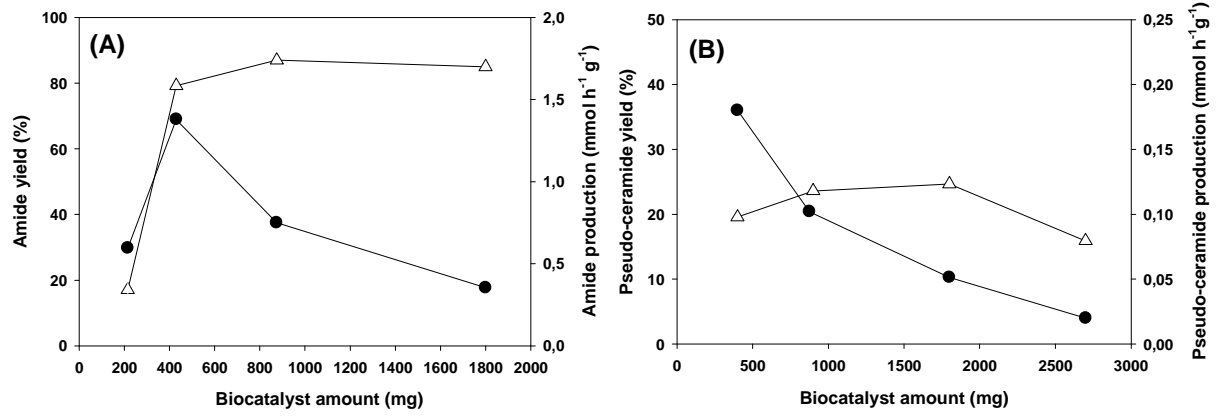 (A)
Amide yield (%)
100
80
60
40
20
0
2,0
1,5
1,0
0,5
0,0
Amide production (mmol h⁻¹ g⁻¹)
0 200 400 600 800 1000 1200 1400 1600 1800 2000
Biocatalyst amount (mg)
(B)
Pseudo-ceramide yield (%)
50
40
30
20
10
0
0,25
0,20
0,15
0,10
0,05
0,00
Pseudo-ceramide production (mmol h⁻¹g⁻¹)
0 500 1000 1500 2000 2500 3000
Biocatalyst amount (mg)